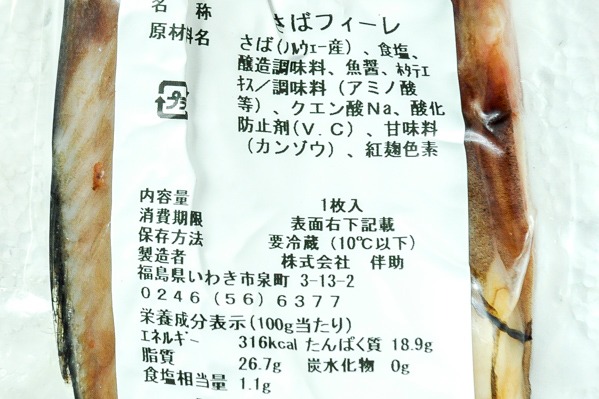 名称 さばフィーレ
原材料名 さば(ﾉﾙｳｪｰ産)、食塩、
醸造調味料、魚醤、ﾎﾀﾃｴ
ｷｽ／調味料（アミノ酸
等）、クエン酸Na、酸化
防止剤(V.C)、甘味料
（カンゾウ）、紅麹色素
プラ
内容量 1枚入
消費期限 表面右下記載
保存方法 要冷蔵（10℃以下）
製造者 株式会社 伴助
福島県いわき市泉町 3-13-2
0246（56）6377
栄養成分表示(100g当たり)
ｴﾈﾙｷﾞｰ 316kcal たんぱく質 18.9g
脂質 26.7g 炭水化物 0g
食塩相当量 1.1g